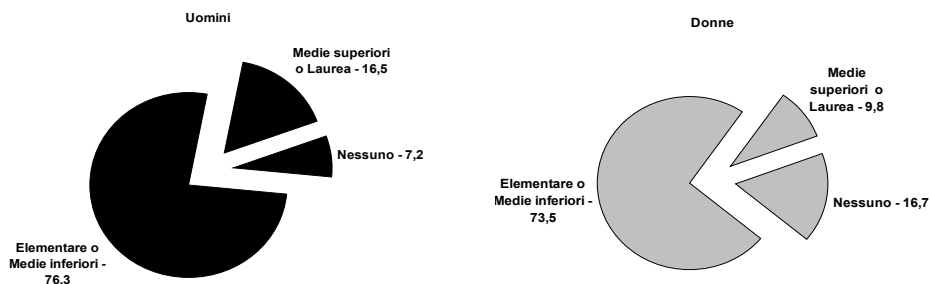 Uomini
Medie superiori
o Laurea - 16,5
Nessuno - 7,2
Elementare o
Medie inferiori -
76,3
Donne
Medie
superiori o
Laurea - 9,8
Elementare o
Medie inferiori -
73,5
Nessuno - 16,7